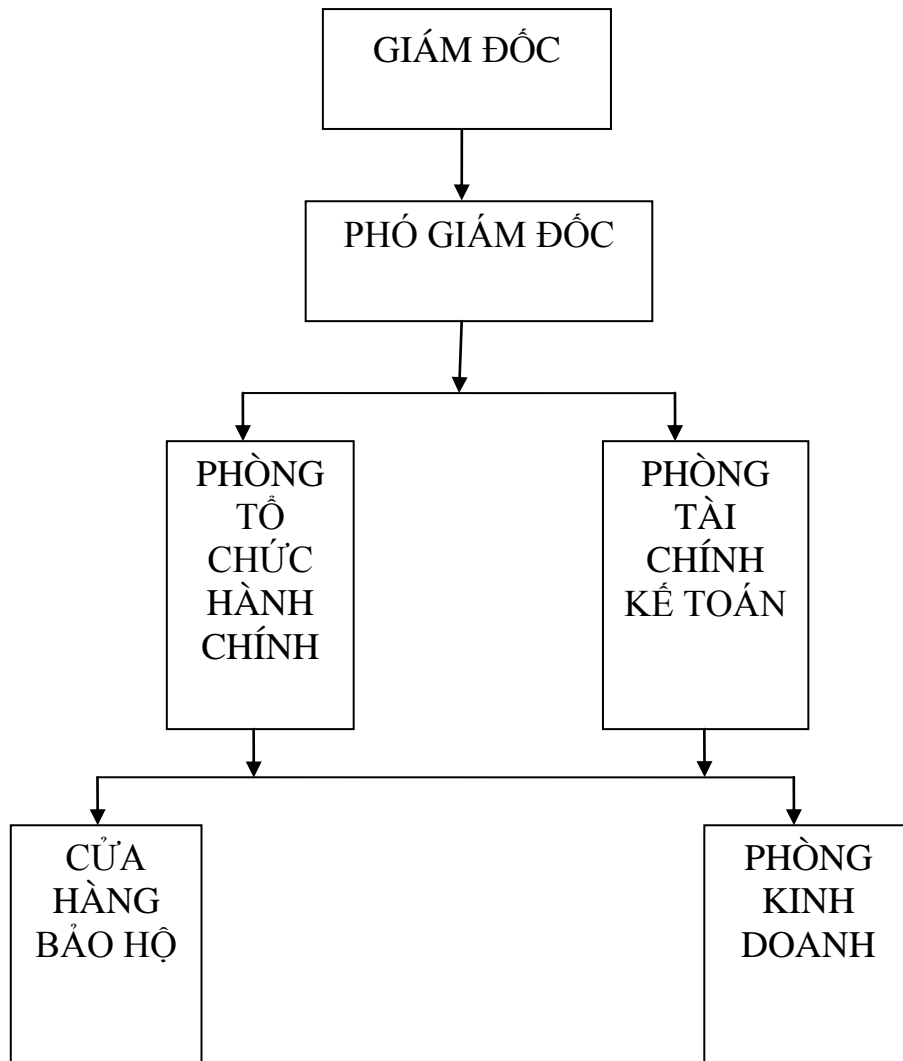 GIÁM ĐỐC
PHÓ GIÁM ĐỐC
PHÒNG
TỔ
CHỨC
HÀNH
CHÍNH
PHÒNG
TÀI
CHÍNH
KẾ TOÁN
CỬA
HÀNG
BẢO HỘ
PHÒNG
KINH
DOANH